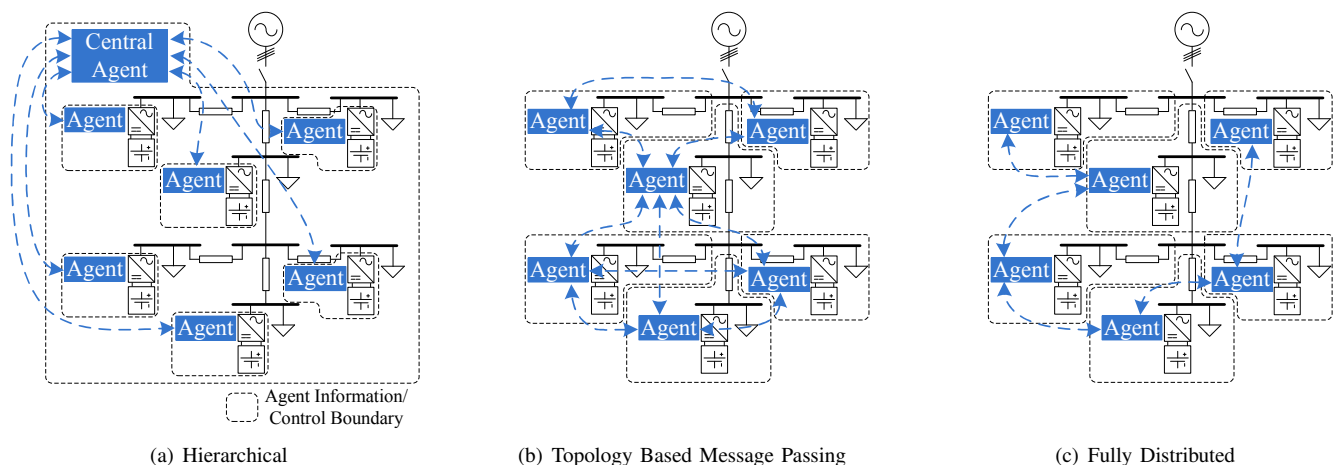 Central
Agent
Agent
Agent
Agent
Agent
Agent
Agent
Agent Information/
Control Boundary
(a) Hierarchical
Agent
Agent
Agent
Agent
Agent
Agent
(b) Topology Based Message Passing
Agent
Agent
Agent
Agent
Agent
Agent
(c) Fully Distributed